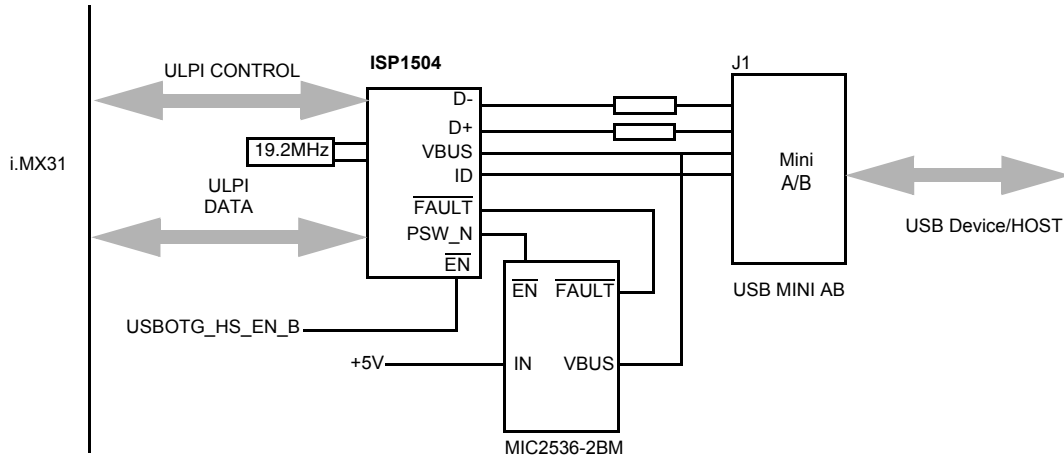 ISP1504
J1
ULPI CONTROL
D-
D+
19.2MHz
VBUS
Mini
A/B
i.MX31
ID
ULPI
DATA
FAULT
USB Device/HOST
PSW_N
EN
EN
FAULT
USB MINI AB
USBOTG_HS_EN_B
+5V
IN
VBUS
MIC2536-2BM